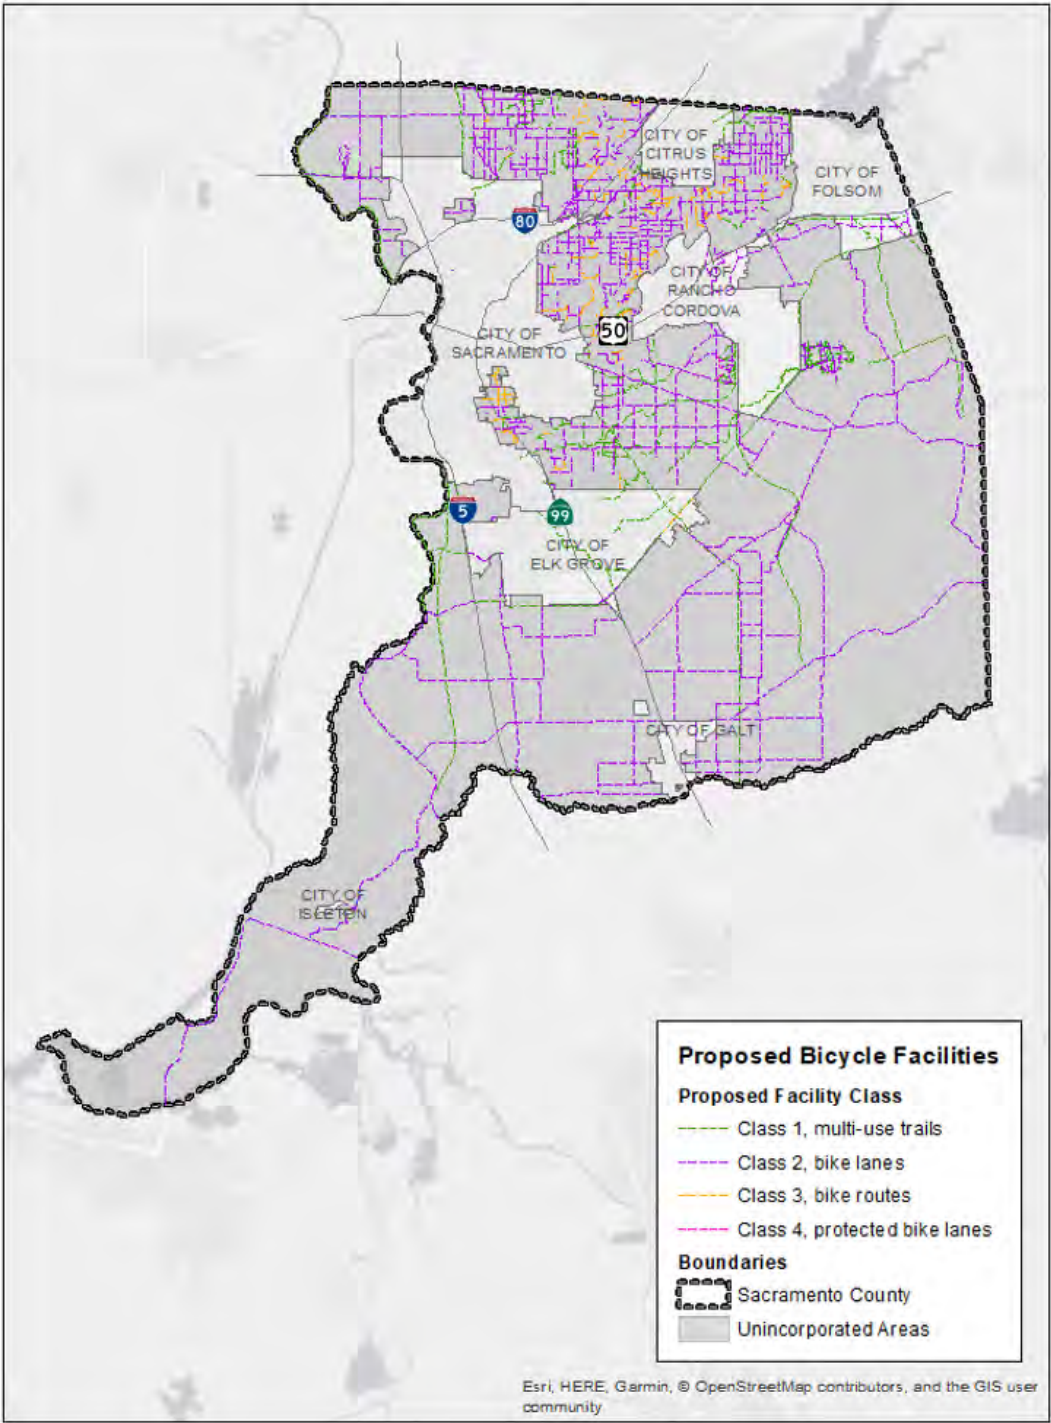 CITY OF
CITRUS
HEIGHTS
CITY OF
FOLSOM
80
CITY OF
RANCHO
CORDOVA
50
CITY OF
SACRAMENTO
5
99
CITY OF
ELK GROVE
CITY OF GALT
CITY OF
ISLETON
Proposed Bicycle Facilities
Proposed Facility Class
Class 1, multi-use trails
Class 2, bike lanes
Class 3, bike routes
Class 4, protected bike lanes
Boundaries
Sacramento County
Unincorporated Areas
Esri, HERE, Garmin, © OpenStreetMap contributors, and the GIS user
community